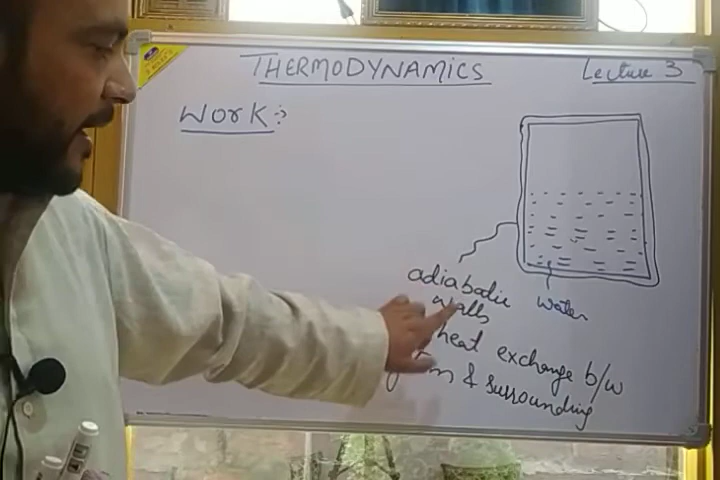 THERMODYNAMICS
Lecture 3
Work :-
adiabatic
walls
water
heat exchange b/w
& surrounding